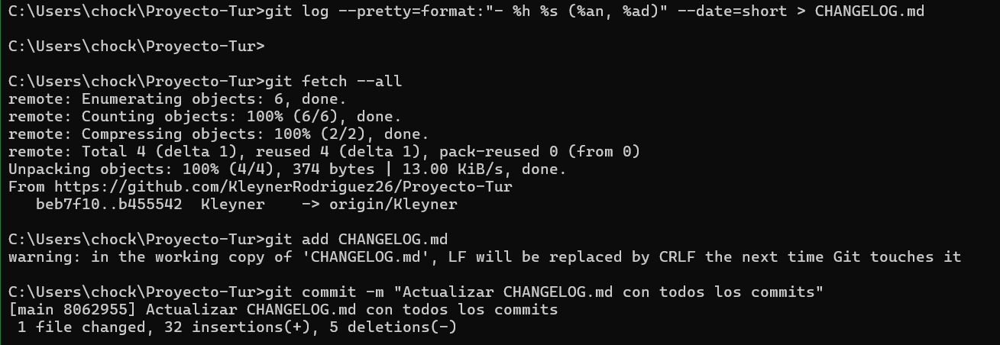 C:\Users\chock\Proyecto-Tur>git log --pretty=format:"- %h %s (%an, %ad)" --date=short > CHANGELOG.md
C:\Users\chock\Proyecto-Tur>
C:\Users\chock\Proyecto-Tur>git fetch --all
remote: Enumerating objects: 6, done.
remote: Counting objects: 100% (6/6), done.
remote: Compressing objects: 100% (2/2), done.
remote: Total 4 (delta 1), reused 4 (delta 1), pack-reused 0 (from 0)
Unpacking objects: 100% (4/4), 374 bytes | 13.00 KiB/s, done.
From https://github.com/KleynerRodriguez26/Proyecto-Tur
   beb7f10..b455542  Kleyner    -> origin/Kleyner
C:\Users\chock\Proyecto-Tur>git add CHANGELOG.md
warning: in the working copy of 'CHANGELOG.md', LF will be replaced by CRLF the next time Git touches it
C:\Users\chock\Proyecto-Tur>git commit -m "Actualizar CHANGELOG.md con todos los commits"
[main 8062955] Actualizar CHANGELOG.md con todos los commits
 1 file changed, 32 insertions(+), 5 deletions(-)